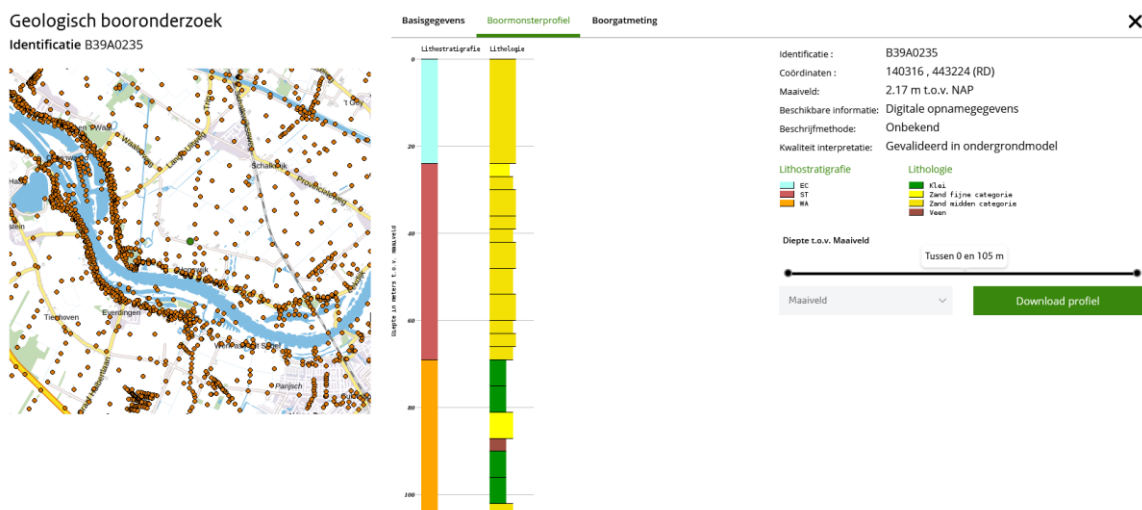 Geologisch booronderzoek
Identificatie B39A0235
't Goy
Schalkwijk
Provincialeweg
Tienhoven
Everdingen
Parijsch
Basisgegevens
Boormonsterprofiel
Boorgatmeting
Lithostratigrafie
Lithologie
Diepte in meters t.o.v. maaiveld
0
20
40
60
80
100
Identificatie :
B39A0235
Coördinaten :
140316 , 443224 (RD)
Maaiveld:
2.17 m t.o.v. NAP
Beschikbare informatie:
Digitale opnamegegevens
Beschrijfmethode:
Onbekend
Kwaliteit interpretatie:
Gevalideerd in ondergrondmodel
Lithostratigrafie
EC
ST
WA
Lithologie
Klei
Zand fijne categorie
Zand midden categorie
Veen
Diepte t.o.v. Maaiveld
Tussen 0 en 105 m
Maaiveld
Download profiel